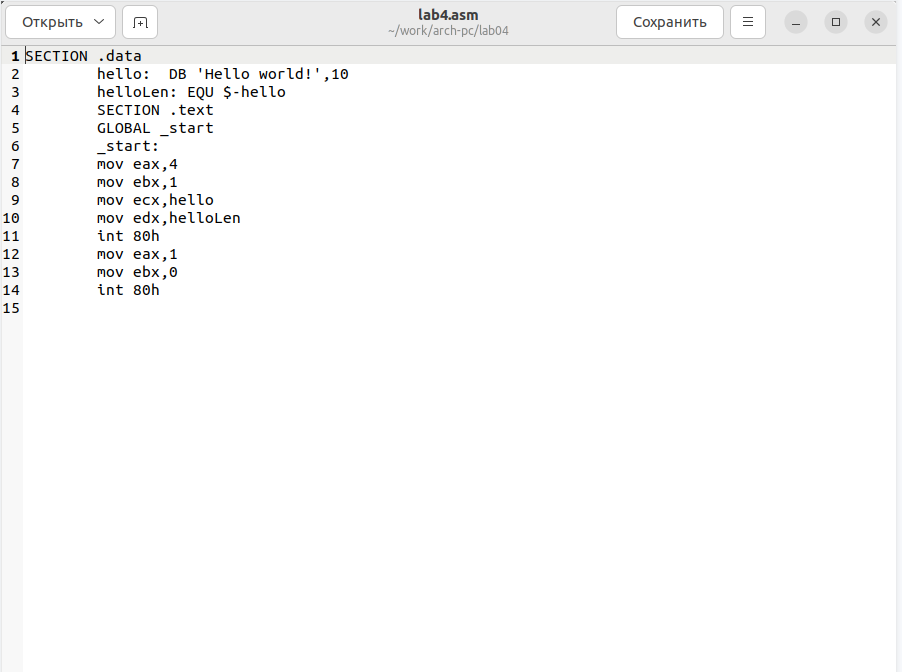 Открыть
lab4.asm
~/work/arch-pc/lab04
Сохранить
1 SECTION .data
2 hello:  DB 'Hello world!',10
3 helloLen: EQU $-hello
4 SECTION .text
5 GLOBAL _start
6 _start:
7 mov eax,4
8 mov ebx,1
9 mov ecx,hello
10 mov edx,helloLen
11 int 80h
12 mov eax,1
13 mov ebx,0
14 int 80h
15